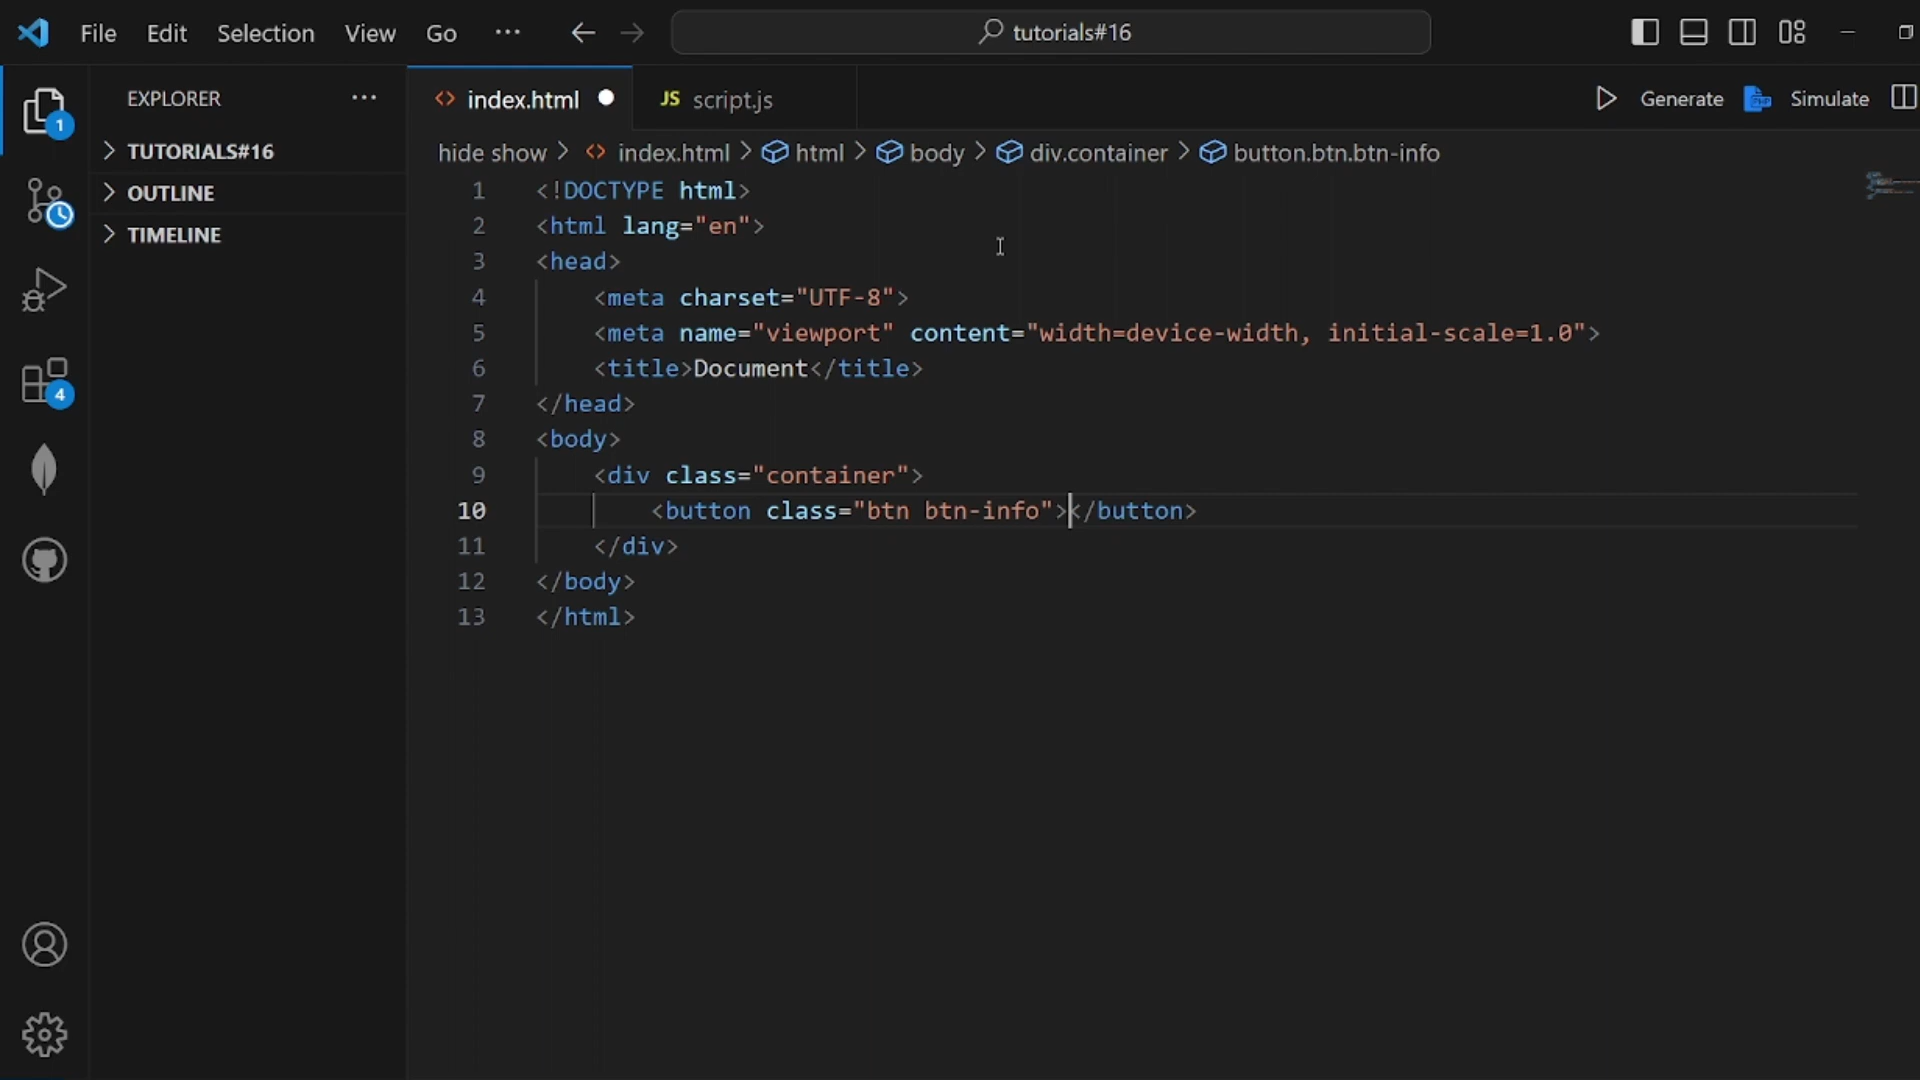 File Edit Selection View Go ··· tutorials#16
EXPLORER ···
1
TUTORIALS#16
OUTLINE
TIMELINE
4
index.html
JS script.js
Generate Simulate
hide show > index.html > html > body > div.container > button.btn.btn-info
1 <!DOCTYPE html>
2 <html lang="en">
3 <head>
4 <meta charset="UTF-8">
5 <meta name="viewport" content="width=device-width, initial-scale=1.0">
6 <title>Document</title>
7 </head>
8 <body>
9 <div class="container">
10 <button class="btn btn-info"></button>
11 </div>
12 </body>
13 </html>